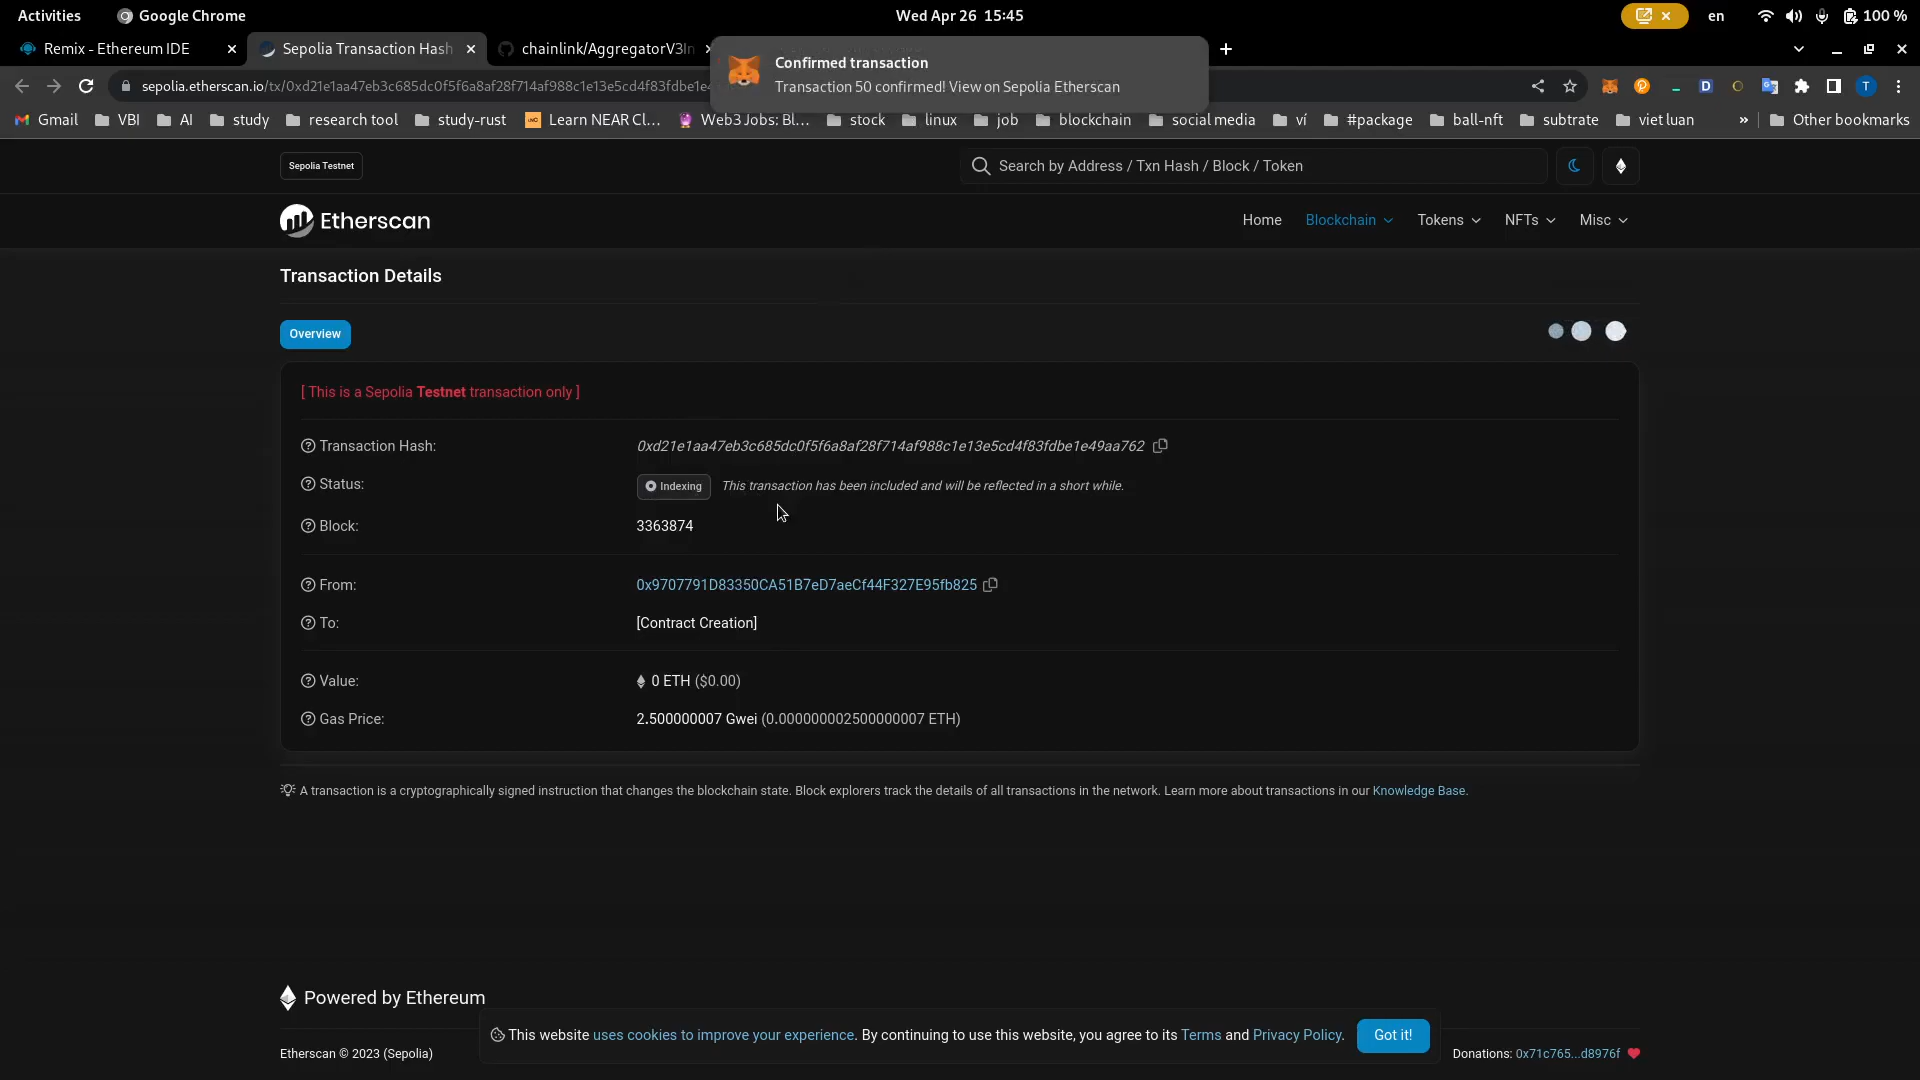 Activities
Google Chrome
Wed Apr 26 15:45
en
100 %
Remix - Ethereum IDE
Sepolia Transaction Hash
chainlink/AggregatorV3In
Confirmed transaction
Transaction 50 confirmed! View on Sepolia Etherscan
sepolia.etherscan.io/tx/0xd21e1aa47eb3c685dc0f5f6a8af28f714af988c1e13e5cd4f83fdbe1e4
Gmail VBI AI study research tool study-rust Learn NEAR Cl... Web3 Jobs: Bl... stock linux job blockchain social media ví #package ball-nft subtrate viet luan » Other bookmarks
Sepolia Testnet
Search by Address / Txn Hash / Block / Token
Etherscan
Home Blockchain Tokens NFTs Misc
Transaction Details
Overview
[ This is a Sepolia Testnet transaction only ]
Transaction Hash: 0xd21e1aa47eb3c685dc0f5f6a8af28f714af988c1e13e5cd4f83fdbe1e49aa762
Status: Indexing This transaction has been included and will be reflected in a short while.
Block: 3363874
From: 0x9707791D83350CA51B7eD7aeCf44F327E95fb825
To: [Contract Creation]
Value: 0 ETH ($0.00)
Gas Price: 2.500000007 Gwei (0.000000002500000007 ETH)
A transaction is a cryptographically signed instruction that changes the blockchain state. Block explorers track the details of all transactions in the network. Learn more about transactions in our Knowledge Base.
Powered by Ethereum
This website uses cookies to improve your experience. By continuing to use this website, you agree to its Terms and Privacy Policy. Got it!
Etherscan © 2023 (Sepolia)
Donations: 0x71c765...d8976f